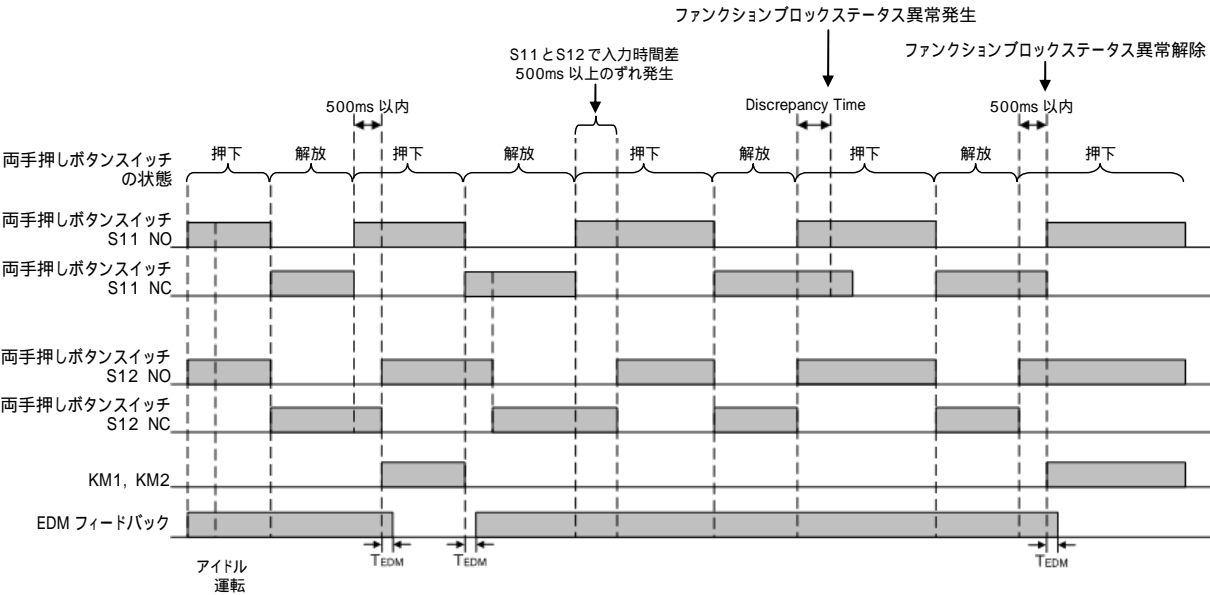 ファンクションブロックステータス異常発生
ファンクションブロックステータス異常解除
S11とS12で入力時間差
500ms 以上のずれ発生
500ms 以内
Discrepancy Time
500ms 以内
両手押しボタンスイッチ
の状態
押下
解放
押下
解放
押下
解放
押下
解放
押下
両手押しボタンスイッチ
S11 NO
両手押しボタンスイッチ
S11 NC
両手押しボタンスイッチ
S12 NO
両手押しボタンスイッチ
S12 NC
KM1, KM2
EDM フィードバック
TEDM
TEDM
TEDM
アイドル
運転